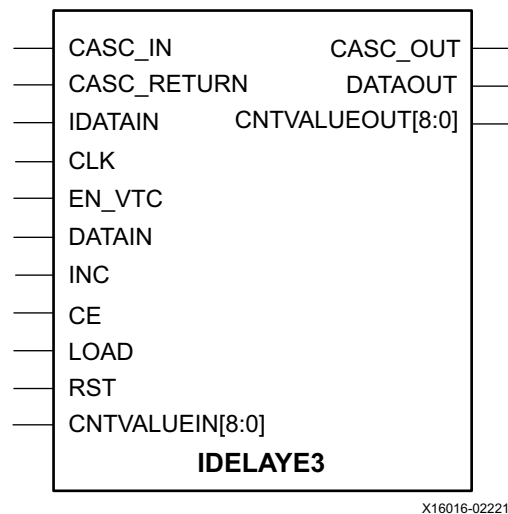 CASC_IN CASC_OUT
CASC_RETURN DATAOUT
IDATAIN CNTVALUEOUT[8:0]
CLK
EN_VTC
DATAIN
INC
CE
LOAD
RST
CNTVALUEIN[8:0]
IDELAYE3
X16016-02221